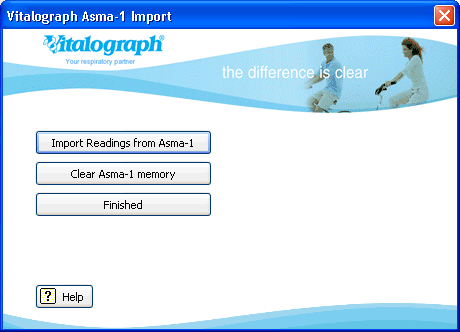 Vitalograph Asma-1 Import
Vitalograph®
Your respiratory partner
the difference is clear
Import Readings from Asma-1
Clear Asma-1 memory
Finished
? Help